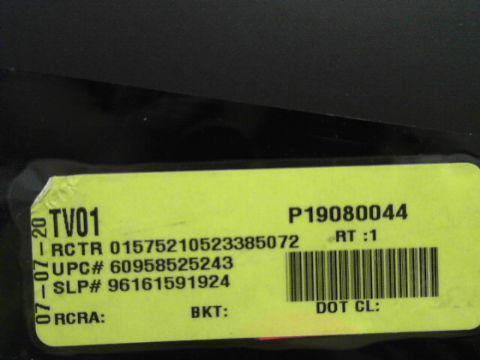 07-07-20
TV01 P19080044
RCTR 01575210523385072 RT :1
UPC# 60958525243
SLP# 96161591924
RCRA: BKT: DOT CL: